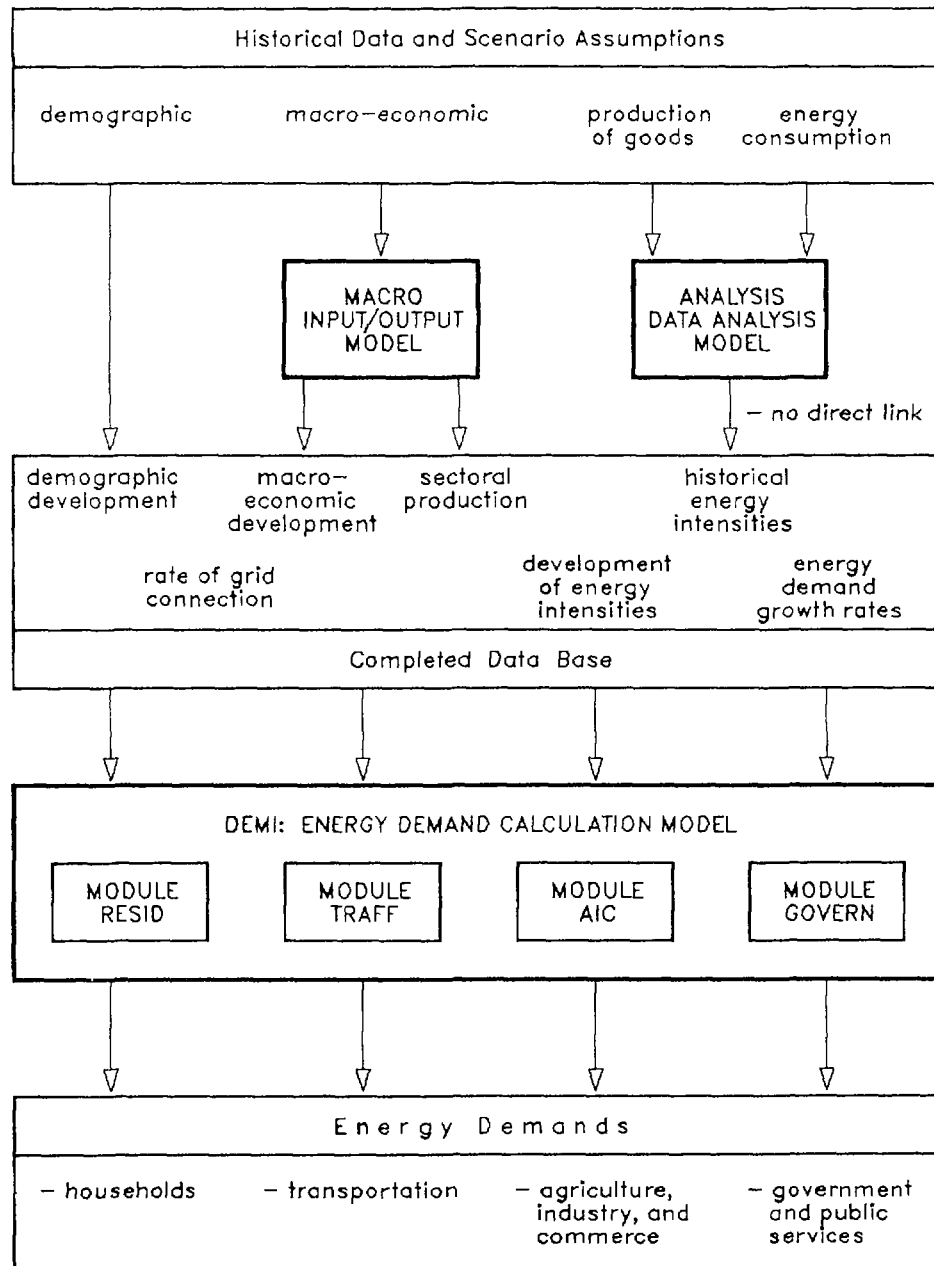 Historical Data and Scenario Assumptions
demographic
macro-economic
production
of goods
energy
consumption
MACRO
INPUT/OUTPUT
MODEL
ANALYSIS
DATA ANALYSIS
MODEL
- no direct link
demographic
development
macro-
economic
development
sectoral
production
historical
energy
intensities
rate of grid
connection
development
of energy
intensities
energy
demand
growth rates
Completed Data Base
DEMI: ENERGY DEMAND CALCULATION MODEL
MODULE
RESID
MODULE
TRAFF
MODULE
AIC
MODULE
GOVERN
Energy Demands
- households
- transportation
- agriculture,
industry, and
commerce
- government
and public
services